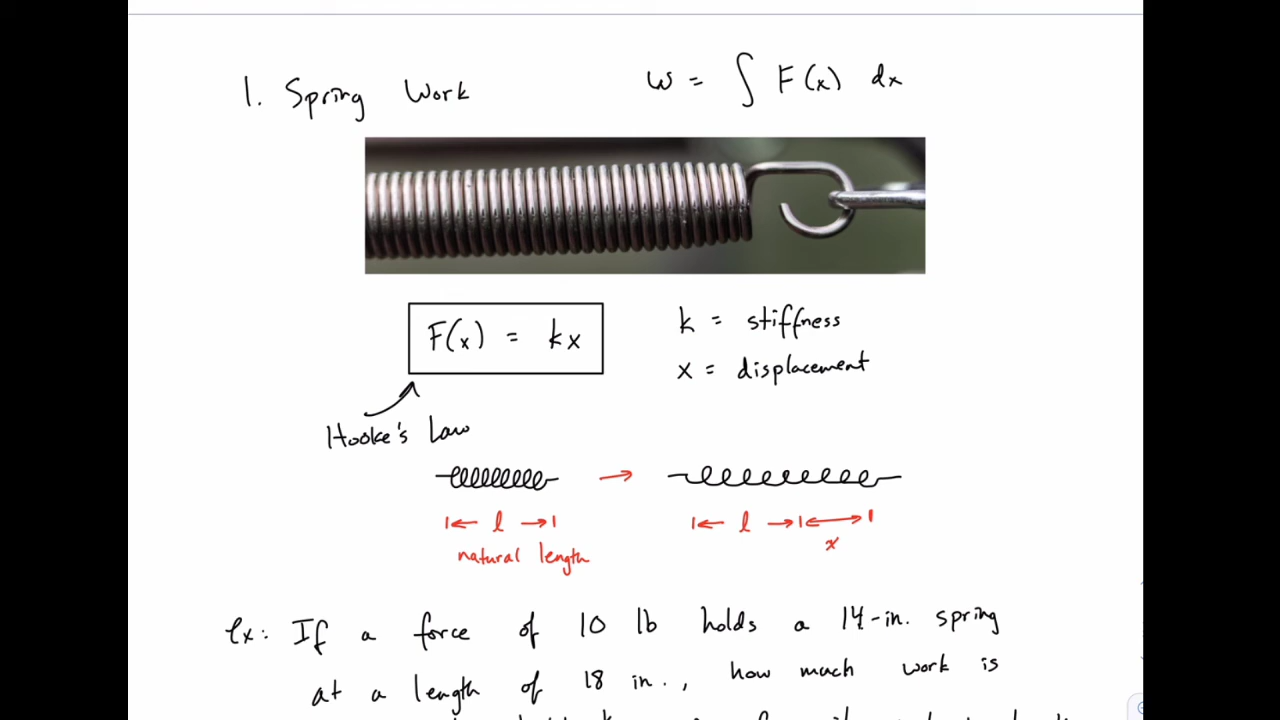 1. Spring Work
W = ∫ F(x) dx
F(x) = kx
k = stiffness
x = displacement
Hooke's Law
l
natural length
l
x
ex: If a force of 10 lb holds a 14-in. spring
at a length of 18 in., how much work is